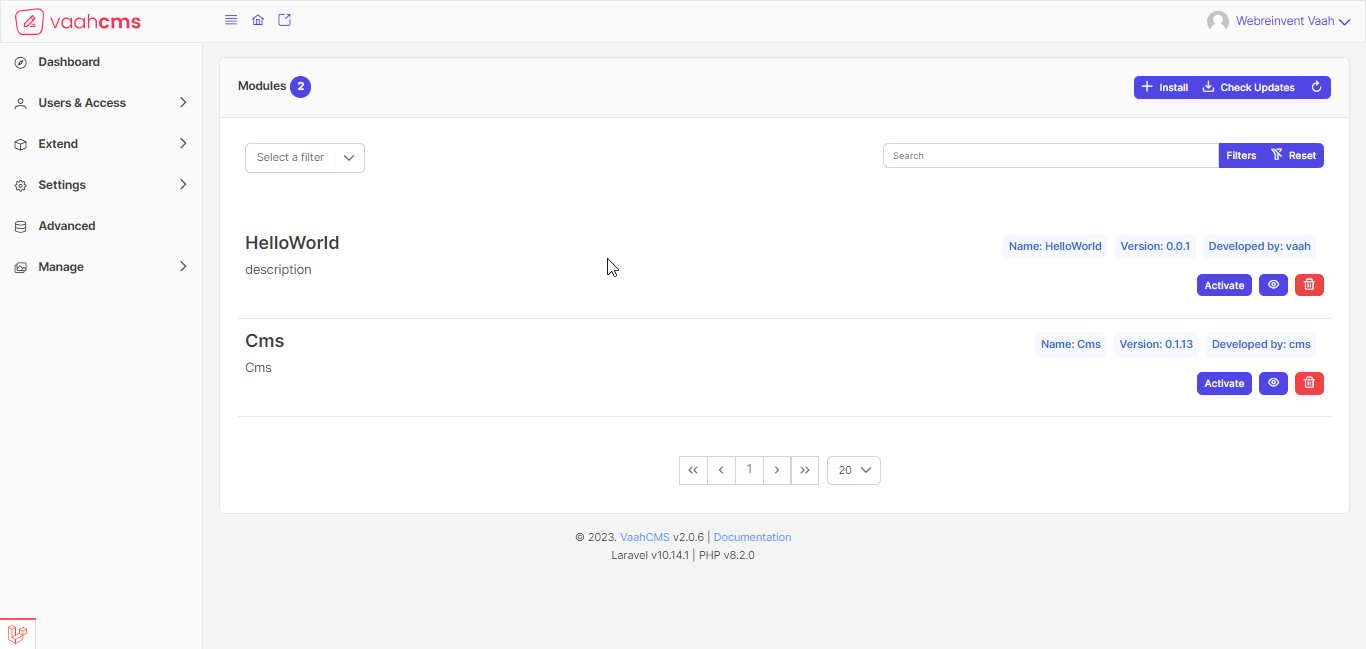 vaahcms
Webreinvent Vaah
Dashboard
Users & Access
Extend
Settings
Advanced
Manage
Modules 2
Install Check Updates
Select a filter
Search Filters Reset
HelloWorld
description
Name: HelloWorld Version: 0.0.1 Developed by: vaah
Activate
Cms
Cms
Name: Cms Version: 0.1.13 Developed by: cms
Activate
1 20
© 2023. VaahCMS v2.0.6 | Documentation
Laravel v10.14.1 | PHP v8.2.0